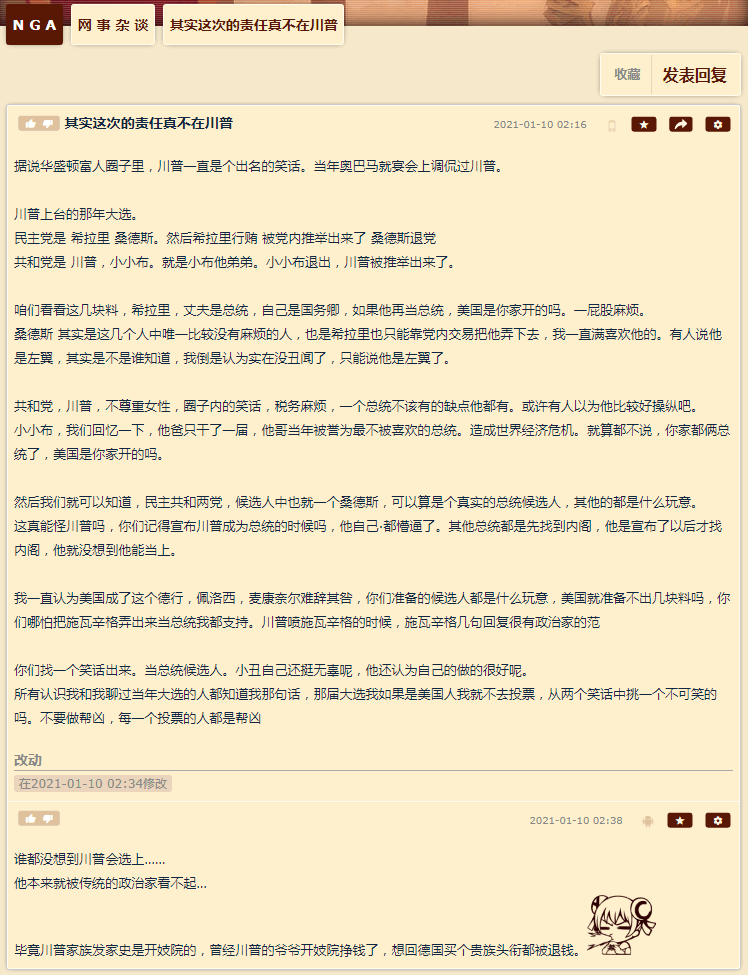 NGA 网事杂谈 其实这次的责任真不在川普
收藏 发表回复
其实这次的责任真不在川普 2021-01-10 02:16
据说华盛顿富人圈子里，川普一直是个出名的笑话。当年奥巴马就宴会上调侃过川普。
川普上台的那年大选。
民主党是 希拉里 桑德斯。然后希拉里行贿 被党内推举出来了 桑德斯退党
共和党是 川普，小小布。就是小布他弟弟。小小布退出，川普被推举出来了。
咱们看看这几块料，希拉里，丈夫是总统，自己是国务卿，如果他再当总统，美国是你家开的吗。一屁股麻烦。
桑德斯 其实是这几个人中唯一比较没有麻烦的人，也是希拉里也只能靠党内交易把他弄下去，我一直满喜欢他的。有人说他
是左翼，其实是不是谁知道，我倒是认为实在没丑闻了，只能说他是左翼了。
共和党，川普，不尊重女性，圈子内的笑话，税务麻烦，一个总统不该有的缺点他都有。或许有人以为他比较好操纵吧。
小小布，我们回忆一下，他爸只干了一届，他哥当年被誉为最不被喜欢的总统。造成世界经济危机。就算都不说，你家都俩总
统了，美国是你家开的吗。
然后我们就可以知道，民主共和两党，候选人中也就一个桑德斯，可以算是个真实的总统候选人，其他的都是什么玩意。
这真能怪川普吗，你们记得宣布川普成为总统的时候吗，他自己·都懵逼了。其他总统都是先找到内阁，他是宣布了以后才找
内阁，他就没想到他能当上。
我一直认为美国成了这个德行，佩洛西，麦康奈尔难辞其咎，你们准备的候选人都是什么玩意，美国就准备不出几块料吗，你
们哪怕把施瓦辛格弄出来当总统我都支持。川普喷施瓦辛格的时候，施瓦辛格几句回复很有政治家的范
你们找一个笑话出来。当总统候选人。小丑自己还挺无辜呢，他还认为自己的做的很好呢。
所有认识我和我聊过当年大选的人都知道我那句话，那届大选我如果是美国人我就不去投票，从两个笑话中挑一个不可笑的
吗。不要做帮凶，每一个投票的人都是帮凶
改动
在2021-01-10 02:34修改
2021-01-10 02:38
谁都没想到川普会选上......
他本来就被传统的政治家看不起...
毕竟川普家族发家史是开妓院的，曾经川普的爷爷开妓院挣钱了，想回德国买个贵族头衔都被退钱。